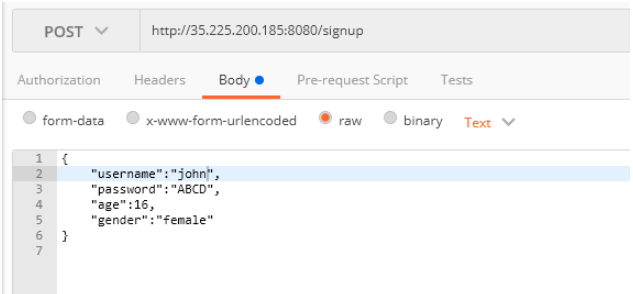 POST http://35.225.200.185:8080/signup
Authorization Headers Body Pre-request Script Tests
form-data x-www-form-urlencoded raw binary Text
1 {
2 "username":"john",
3 "password":"ABCD",
4 "age":16,
5 "gender":"female"
6 }
7